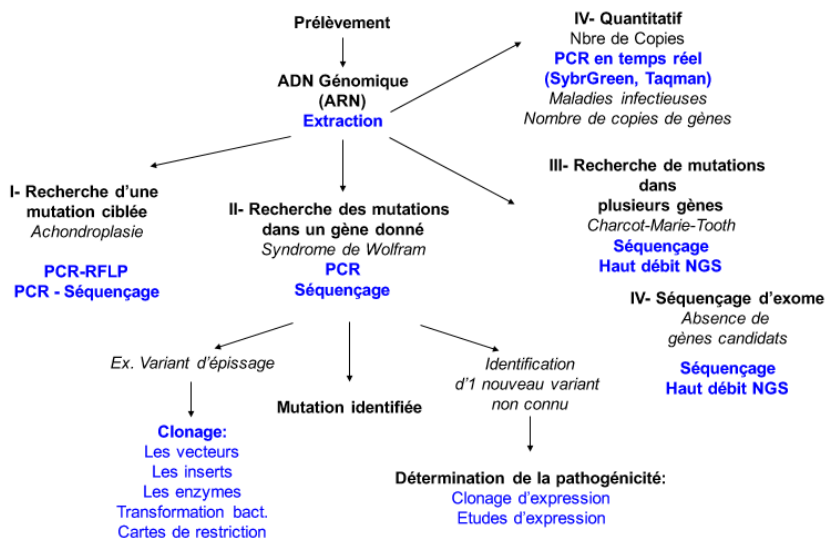 Prélèvement
ADN Génomique
(ARN)
Extraction
IV- Quantitatif
Nbre de Copies
PCR en temps réel
(SybrGreen, Taqman)
Maladies infectieuses
Nombre de copies de gènes
I- Recherche d'une
mutation ciblée
Achondroplasie
PCR-RFLP
PCR - Séquençage
II- Recherche des mutations
dans un gène donné
Syndrome de Wolfram
PCR
Séquençage
III- Recherche de mutations
dans
plusieurs gènes
Charcot-Marie-Tooth
Séquençage
Haut débit NGS
IV- Séquençage d'exome
Absence de
gènes candidats
Séquençage
Haut débit NGS
Ex. Variant d'épissage
Clonage:
Les vecteurs
Les inserts
Les enzymes
Transformation bact.
Cartes de restriction
Mutation identifiée
Identification
d'1 nouveau variant
non connu
Détermination de la pathogénicité:
Clonage d'expression
Etudes d'expression